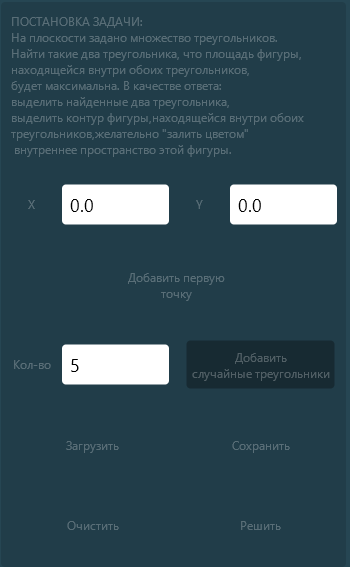 ПОСТАНОВКА ЗАДАЧИ:
На плоскости задано множество треугольников.
Найти такие два треугольника, что площадь фигуры,
находящейся внутри обоих треугольников,
будет максимальна. В качестве ответа:
выделить найденные два треугольника,
выделить контур фигуры,находящейся внутри обоих
треугольников,желательно "залить цветом"
внутреннее пространство этой фигуры.
X 0.0 Y 0.0
Добавить первую
точку
Кол-во 5 Добавить
случайные треугольники
Загрузить Сохранить
Очистить Решить